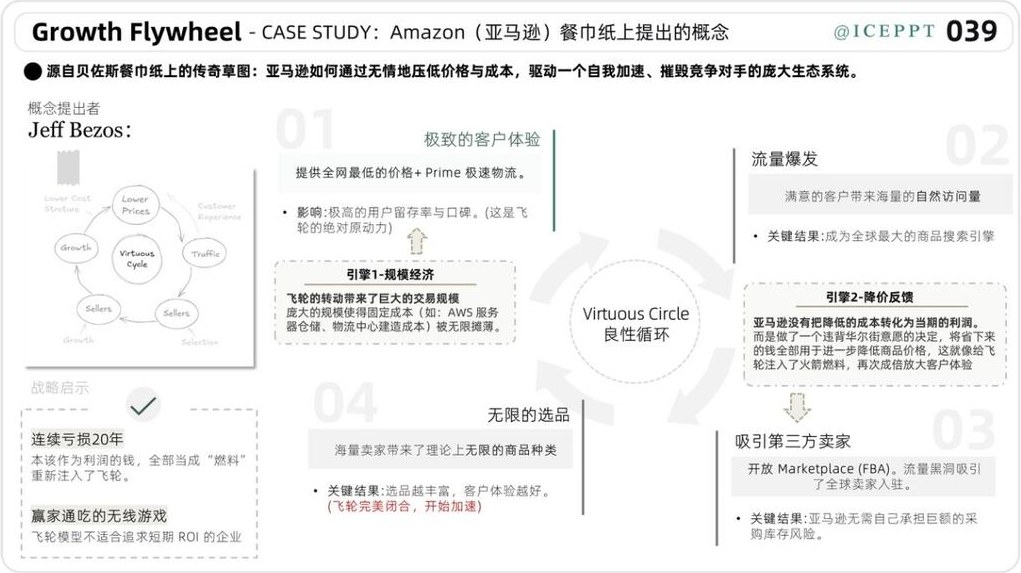 Growth Flywheel - CASE STUDY：Amazon（亚马逊）餐巾纸上提出的概念
@ICEPPT 039
源自贝佐斯餐巾纸上的传奇草图：亚马逊如何通过无情地压低价格与成本，驱动一个自我加速、摧毁竞争对手的庞大生态系统。
概念提出者
Jeff Bezos：
Lower Cost
Streture
Lower
Prices
Customer
Experience
Growth
Virtuous
Cycle
Traffic
Sellers
Sellers
Growth
Selection
战略启示
连续亏损20年
本该作为利润的钱，全部当成“燃料”
重新注入了飞轮。
赢家通吃的无线游戏
飞轮模型不适合追求短期 ROI 的企业
01
极致的客户体验
提供全网最低的价格+ Prime 极速物流。
• 影响:极高的用户留存率与口碑。(这是飞
轮的绝对原动力)
引擎1-规模经济
飞轮的转动带来了巨大的交易规模
庞大的规模使得固定成本（如：AWS 服务
器仓储、物流中心建造成本）被无限摊薄。
Virtuous Circle
良性循环
02
流量爆发
满意的客户带来海量的自然访问量
• 关键结果:成为全球最大的商品搜索引擎
引擎2-降价反馈
亚马逊没有把降低的成本转化为当期的利润。
而是做了一个违背华尔街意愿的决定，将省下来
的钱全部用于进一步降低商品价格，这就像给飞
轮注入了火箭燃料，再次成倍放大客户体验
03
吸引第三方卖家
开放 Marketplace (FBA)。流量黑洞吸引
了全球卖家入驻。
• 关键结果:亚马逊无需自己承担巨额的采
购库存风险。
04
无限的选品
海量卖家带来了理论上无限的商品种类
• 关键结果:选品越丰富，客户体验越好。
(飞轮完美闭合，开始加速)